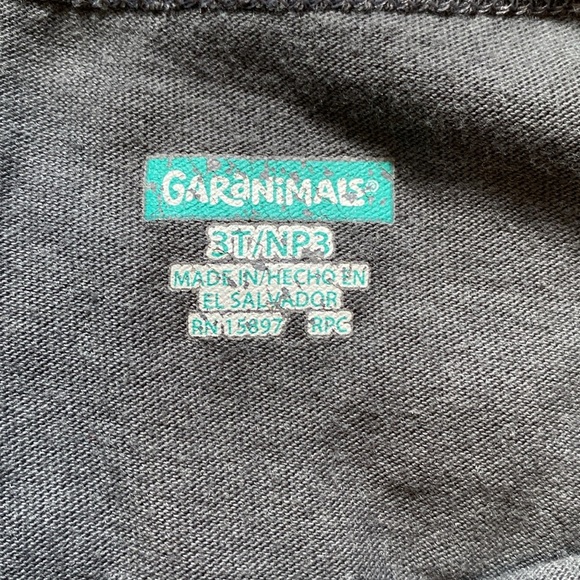 GARANIMALS®
3T/NP3
MADE IN/HECHO EN
EL SALVADOR
RN 15897 RPC